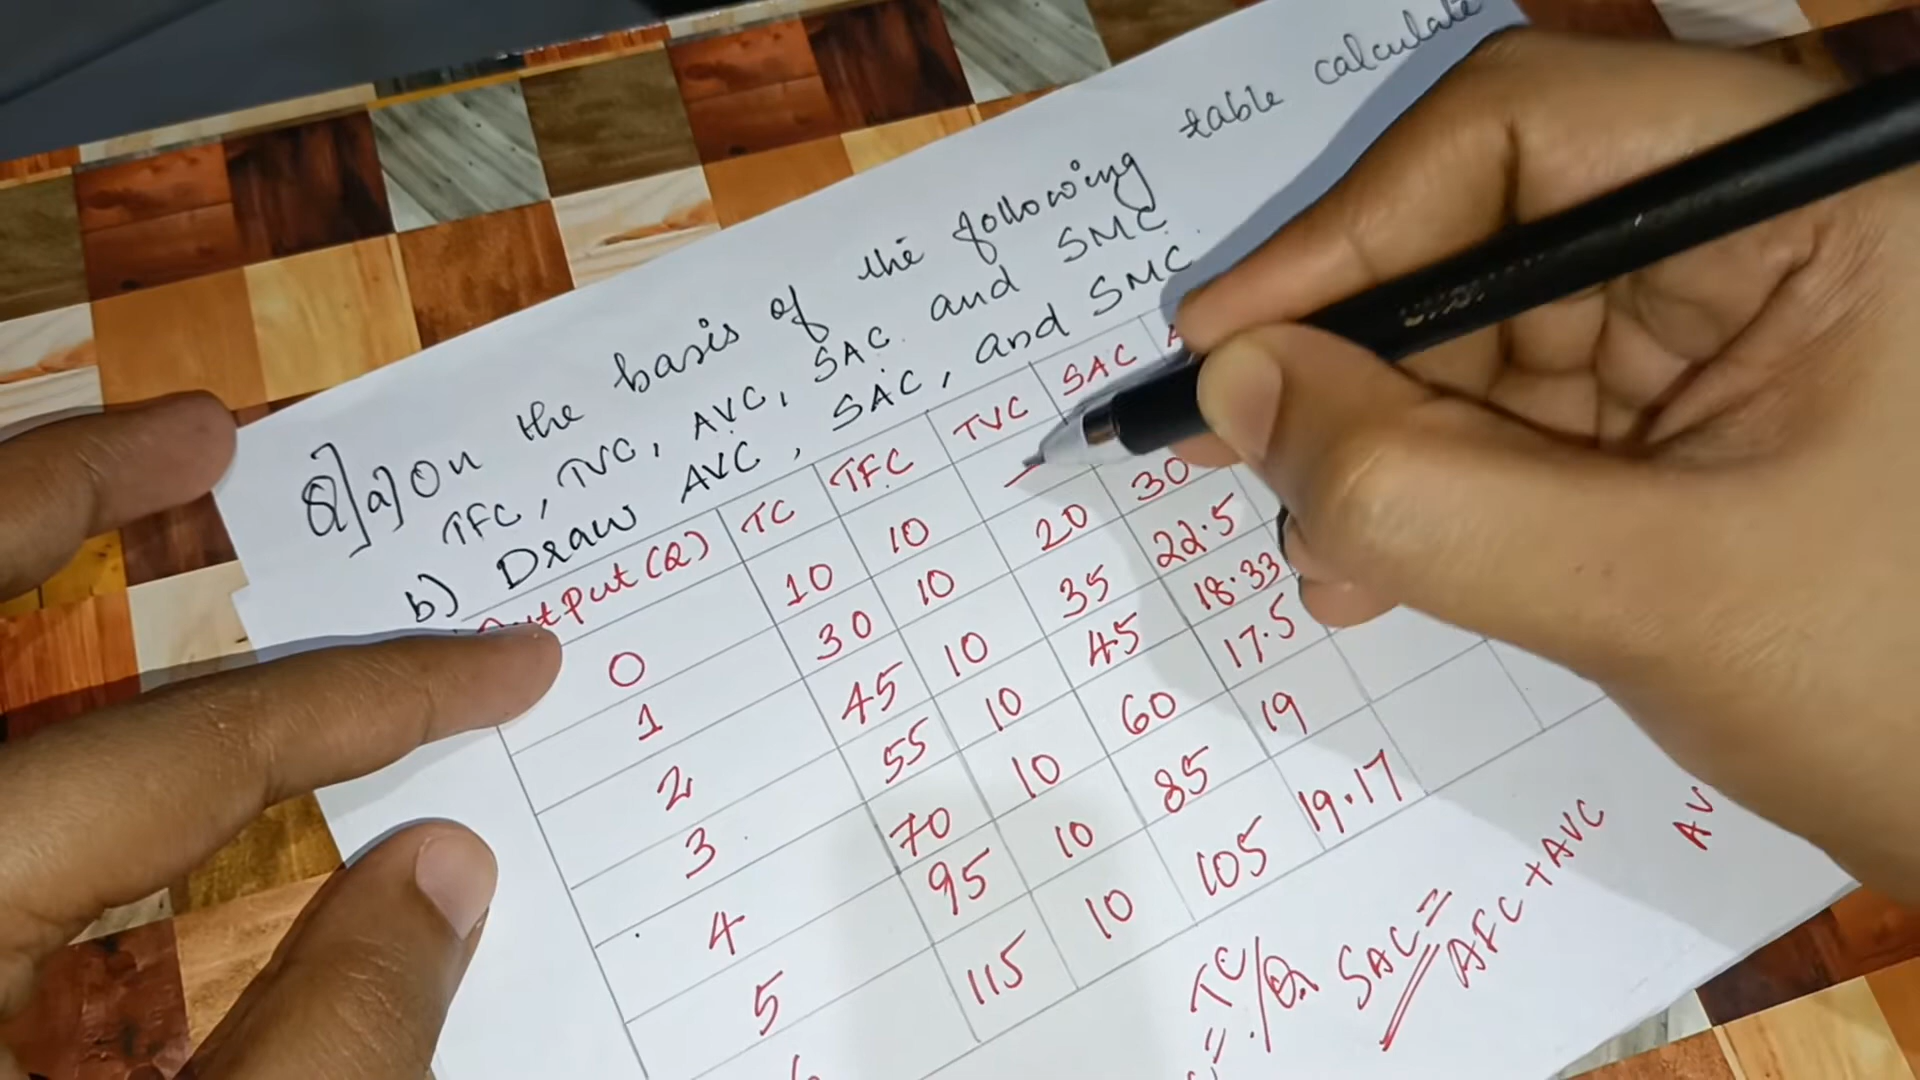 Q] a) On the basis of the following table calculate
TFC, TVC, AVC, SAC and SMC
b) Draw AVC, SAC, and SMC.
Output(Q) TC TFC TVC SAC
0 10 10 –
1 30 10 20 30
2 45 10 35 22.5
3 55 10 45 18.33
4 70 10 60 17.5
5 95 10 85 19
115 10 105 19.17
= TC/Q SAC =
AFC + AVC